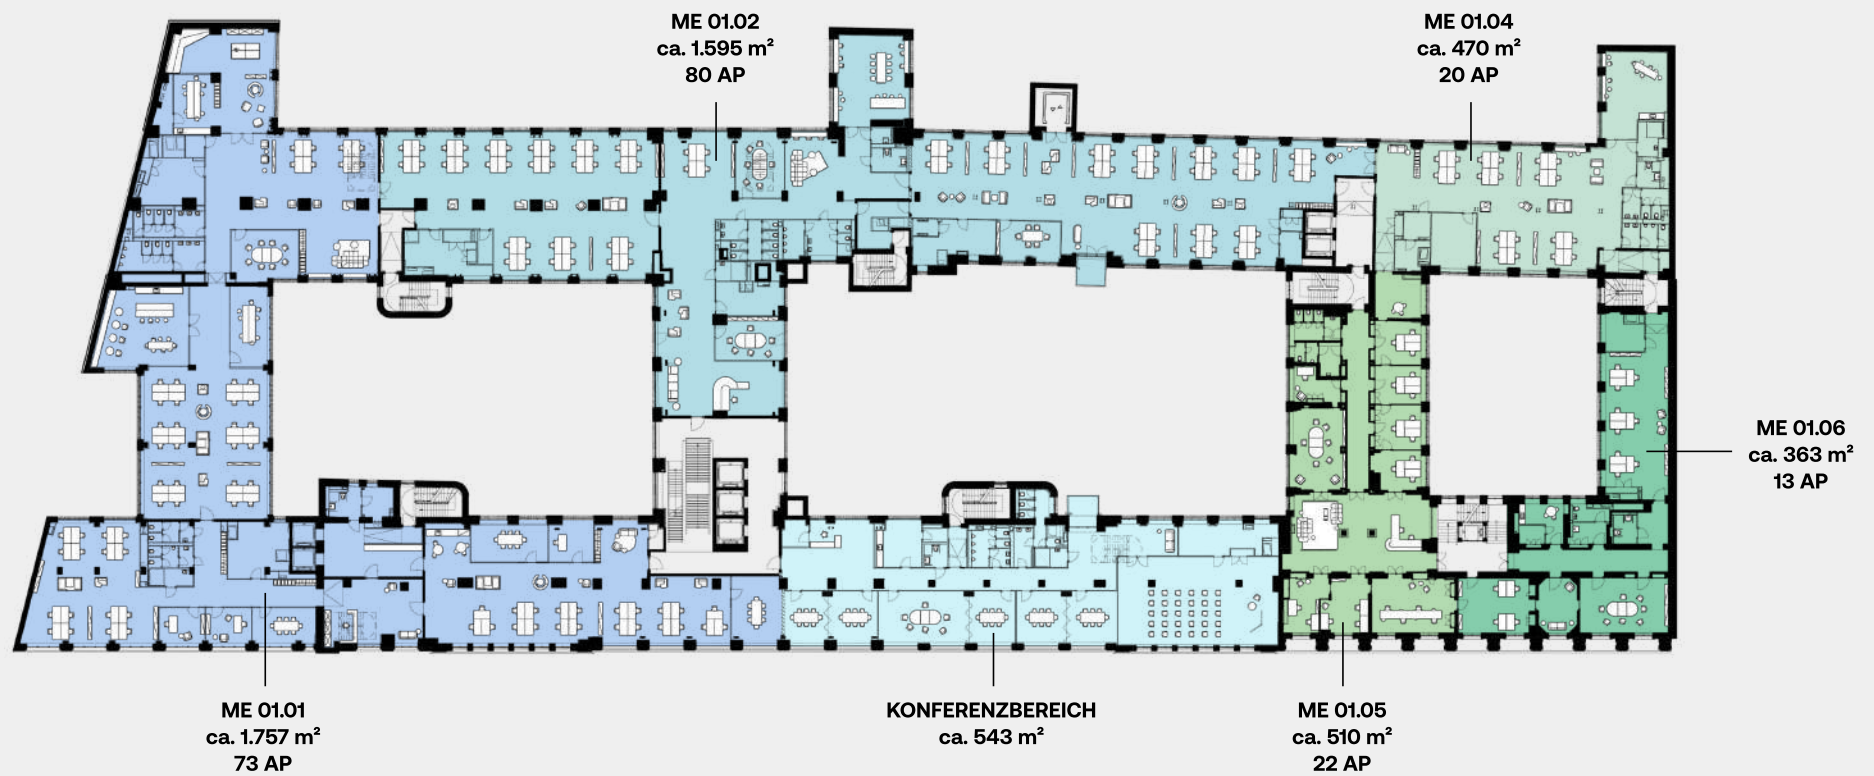 ME 01.02
ca. 1.595 m²
80 AP
ME 01.04
ca. 470 m²
20 AP
ME 01.06
ca. 363 m²
13 AP
ME 01.01
ca. 1.757 m²
73 AP
KONFERENZBEREICH
ca. 543 m²
ME 01.05
ca. 510 m²
22 AP